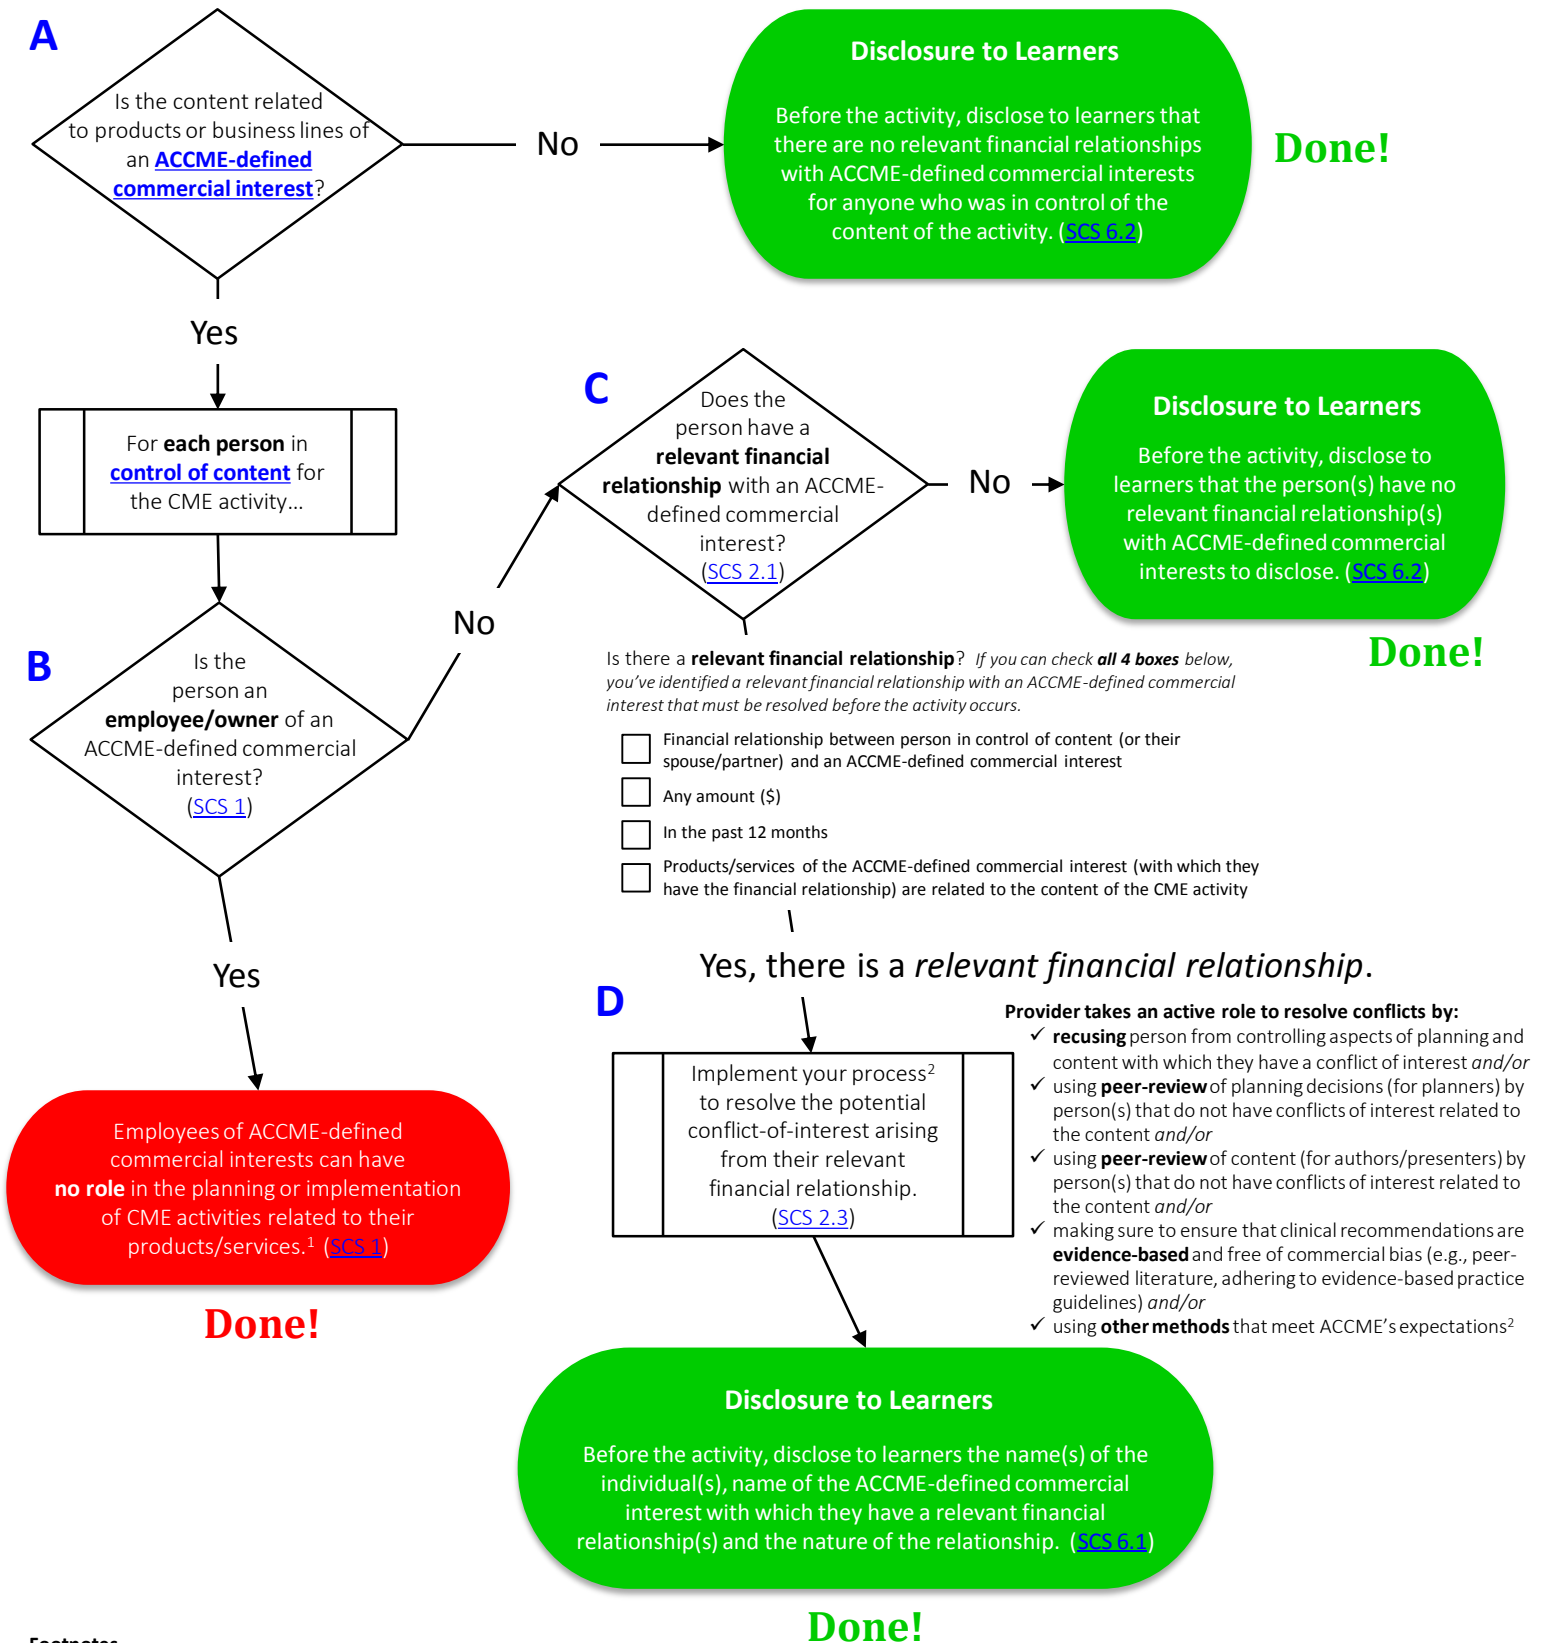 A
Is the content related
to products or business lines of
an ACCME-defined
commercial interest?
No
Disclosure to Learners
Before the activity, disclose to learners that
there are no relevant financial relationships
with ACCME-defined commercial interests
for anyone who was in control of the
content of the activity. (SCS 6.2)
Done!
Yes
For each person in
control of content for
the CME activity...
C
Does the
person have a
relevant financial
relationship with an ACCME-
defined commercial
interest?
(SCS 2.1)
No
Disclosure to Learners
Before the activity, disclose to
learners that the person(s) have no
relevant financial relationship(s)
with ACCME-defined commercial
interests to disclose. (SCS 6.2)
Done!
No
B
Is the
person an
employee/owner of an
ACCME-defined commercial
interest?
(SCS 1)
Is there a relevant financial relationship? If you can check all 4 boxes below,
you've identified a relevant financial relationship with an ACCME-defined commercial
interest that must be resolved before the activity occurs.
Financial relationship between person in control of content (or their
spouse/partner) and an ACCME-defined commercial interest
Any amount ($)
In the past 12 months
Products/services of the ACCME-defined commercial interest (with which they
have the financial relationship) are related to the content of the CME activity
Yes
Employees of ACCME-defined
commercial interests can have
no role in the planning or implementation
of CME activities related to their
products/services.1 (SCS 1)
Done!
Yes, there is a relevant financial relationship.
D
Implement your process2
to resolve the potential
conflict-of-interest arising
from their relevant
financial relationship.
(SCS 2.3)
Provider takes an active role to resolve conflicts by:
✓ recusing person from controlling aspects of planning and
content with which they have a conflict of interest and/or
✓ using peer-review of planning decisions (for planners) by
person(s) that do not have conflicts of interest related to
the content and/or
✓ using peer-review of content (for authors/presenters) by
person(s) that do not have conflicts of interest related to
the content and/or
✓ making sure to ensure that clinical recommendations are
evidence-based and free of commercial bias (e.g., peer-
reviewed literature, adhering to evidence-based practice
guidelines) and/or
✓ using other methods that meet ACCME's expectations2
Disclosure to Learners
Before the activity, disclose to learners the name(s) of the
individual(s), name of the ACCME-defined commercial
interest with which they have a relevant financial
relationship(s) and the nature of the relationship. (SCS 6.1)
Done!
Footnotes